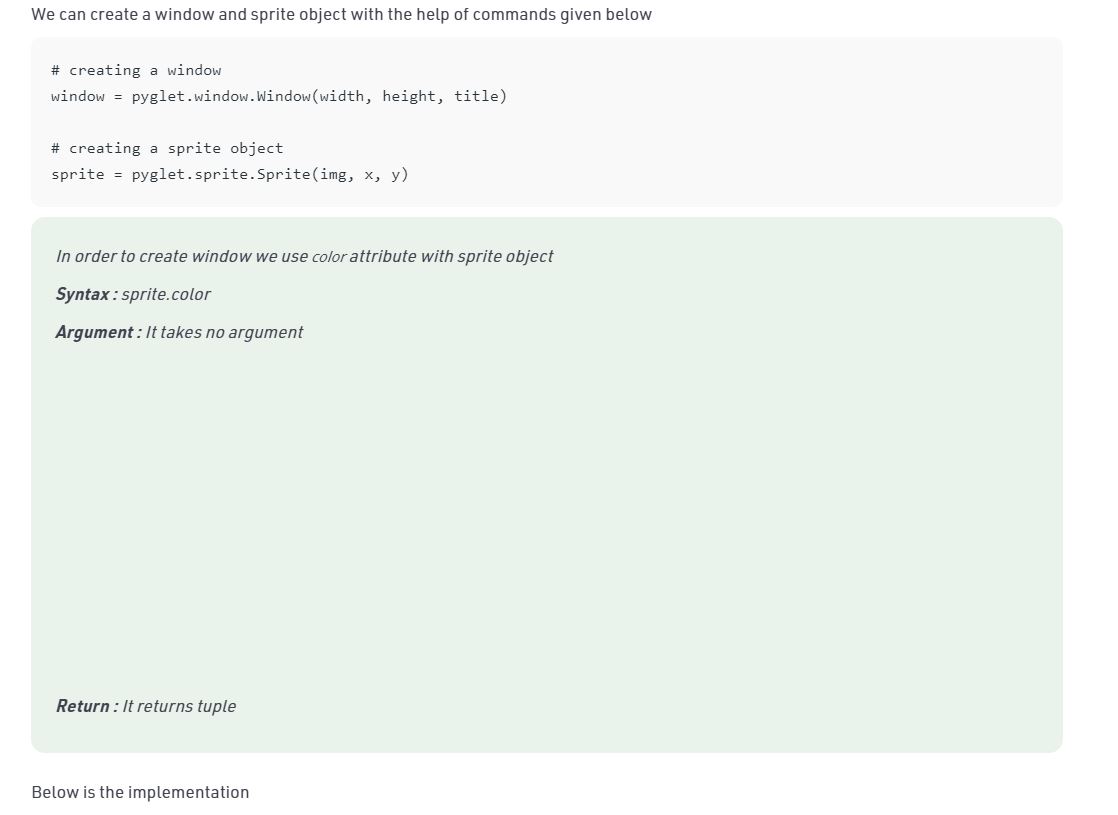 We can create a window and sprite object with the help of commands given below
# creating a window
window = pyglet.window.Window(width, height, title)
# creating a sprite object
sprite = pyglet.sprite.Sprite(img, x, y)
In order to create window we use color attribute with sprite object
Syntax : sprite.color
Argument : It takes no argument
Return : It returns tuple
Below is the implementation